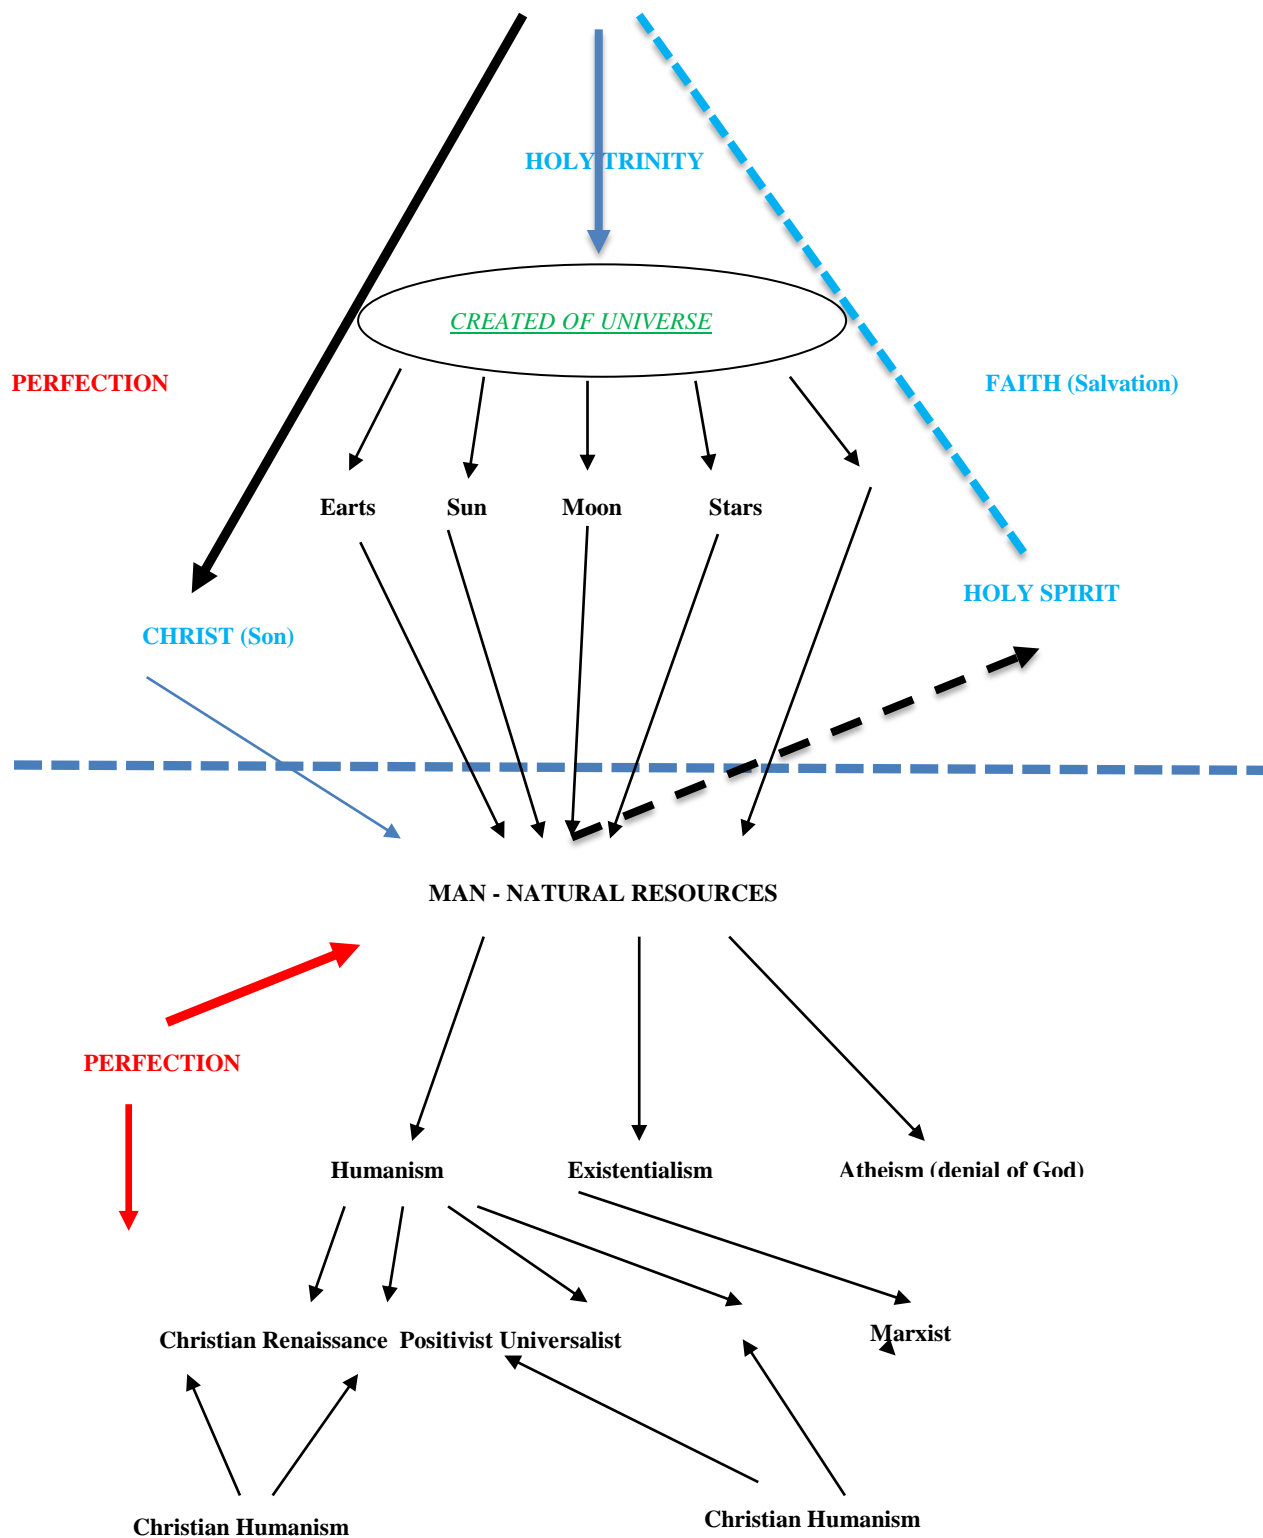 HOLY TRINITY
CREATED OF UNIVERSE
PERFECTION
FAITH (Salvation)
Earts
Sun
Moon
Stars
HOLY SPIRIT
CHRIST (Son)
MAN - NATURAL RESOURCES
PERFECTION
Humanism
Existentialism
Atheism (denial of God)
Christian Renaissance Positivist Universalist
Marxist
Christian Humanism
Christian Humanism